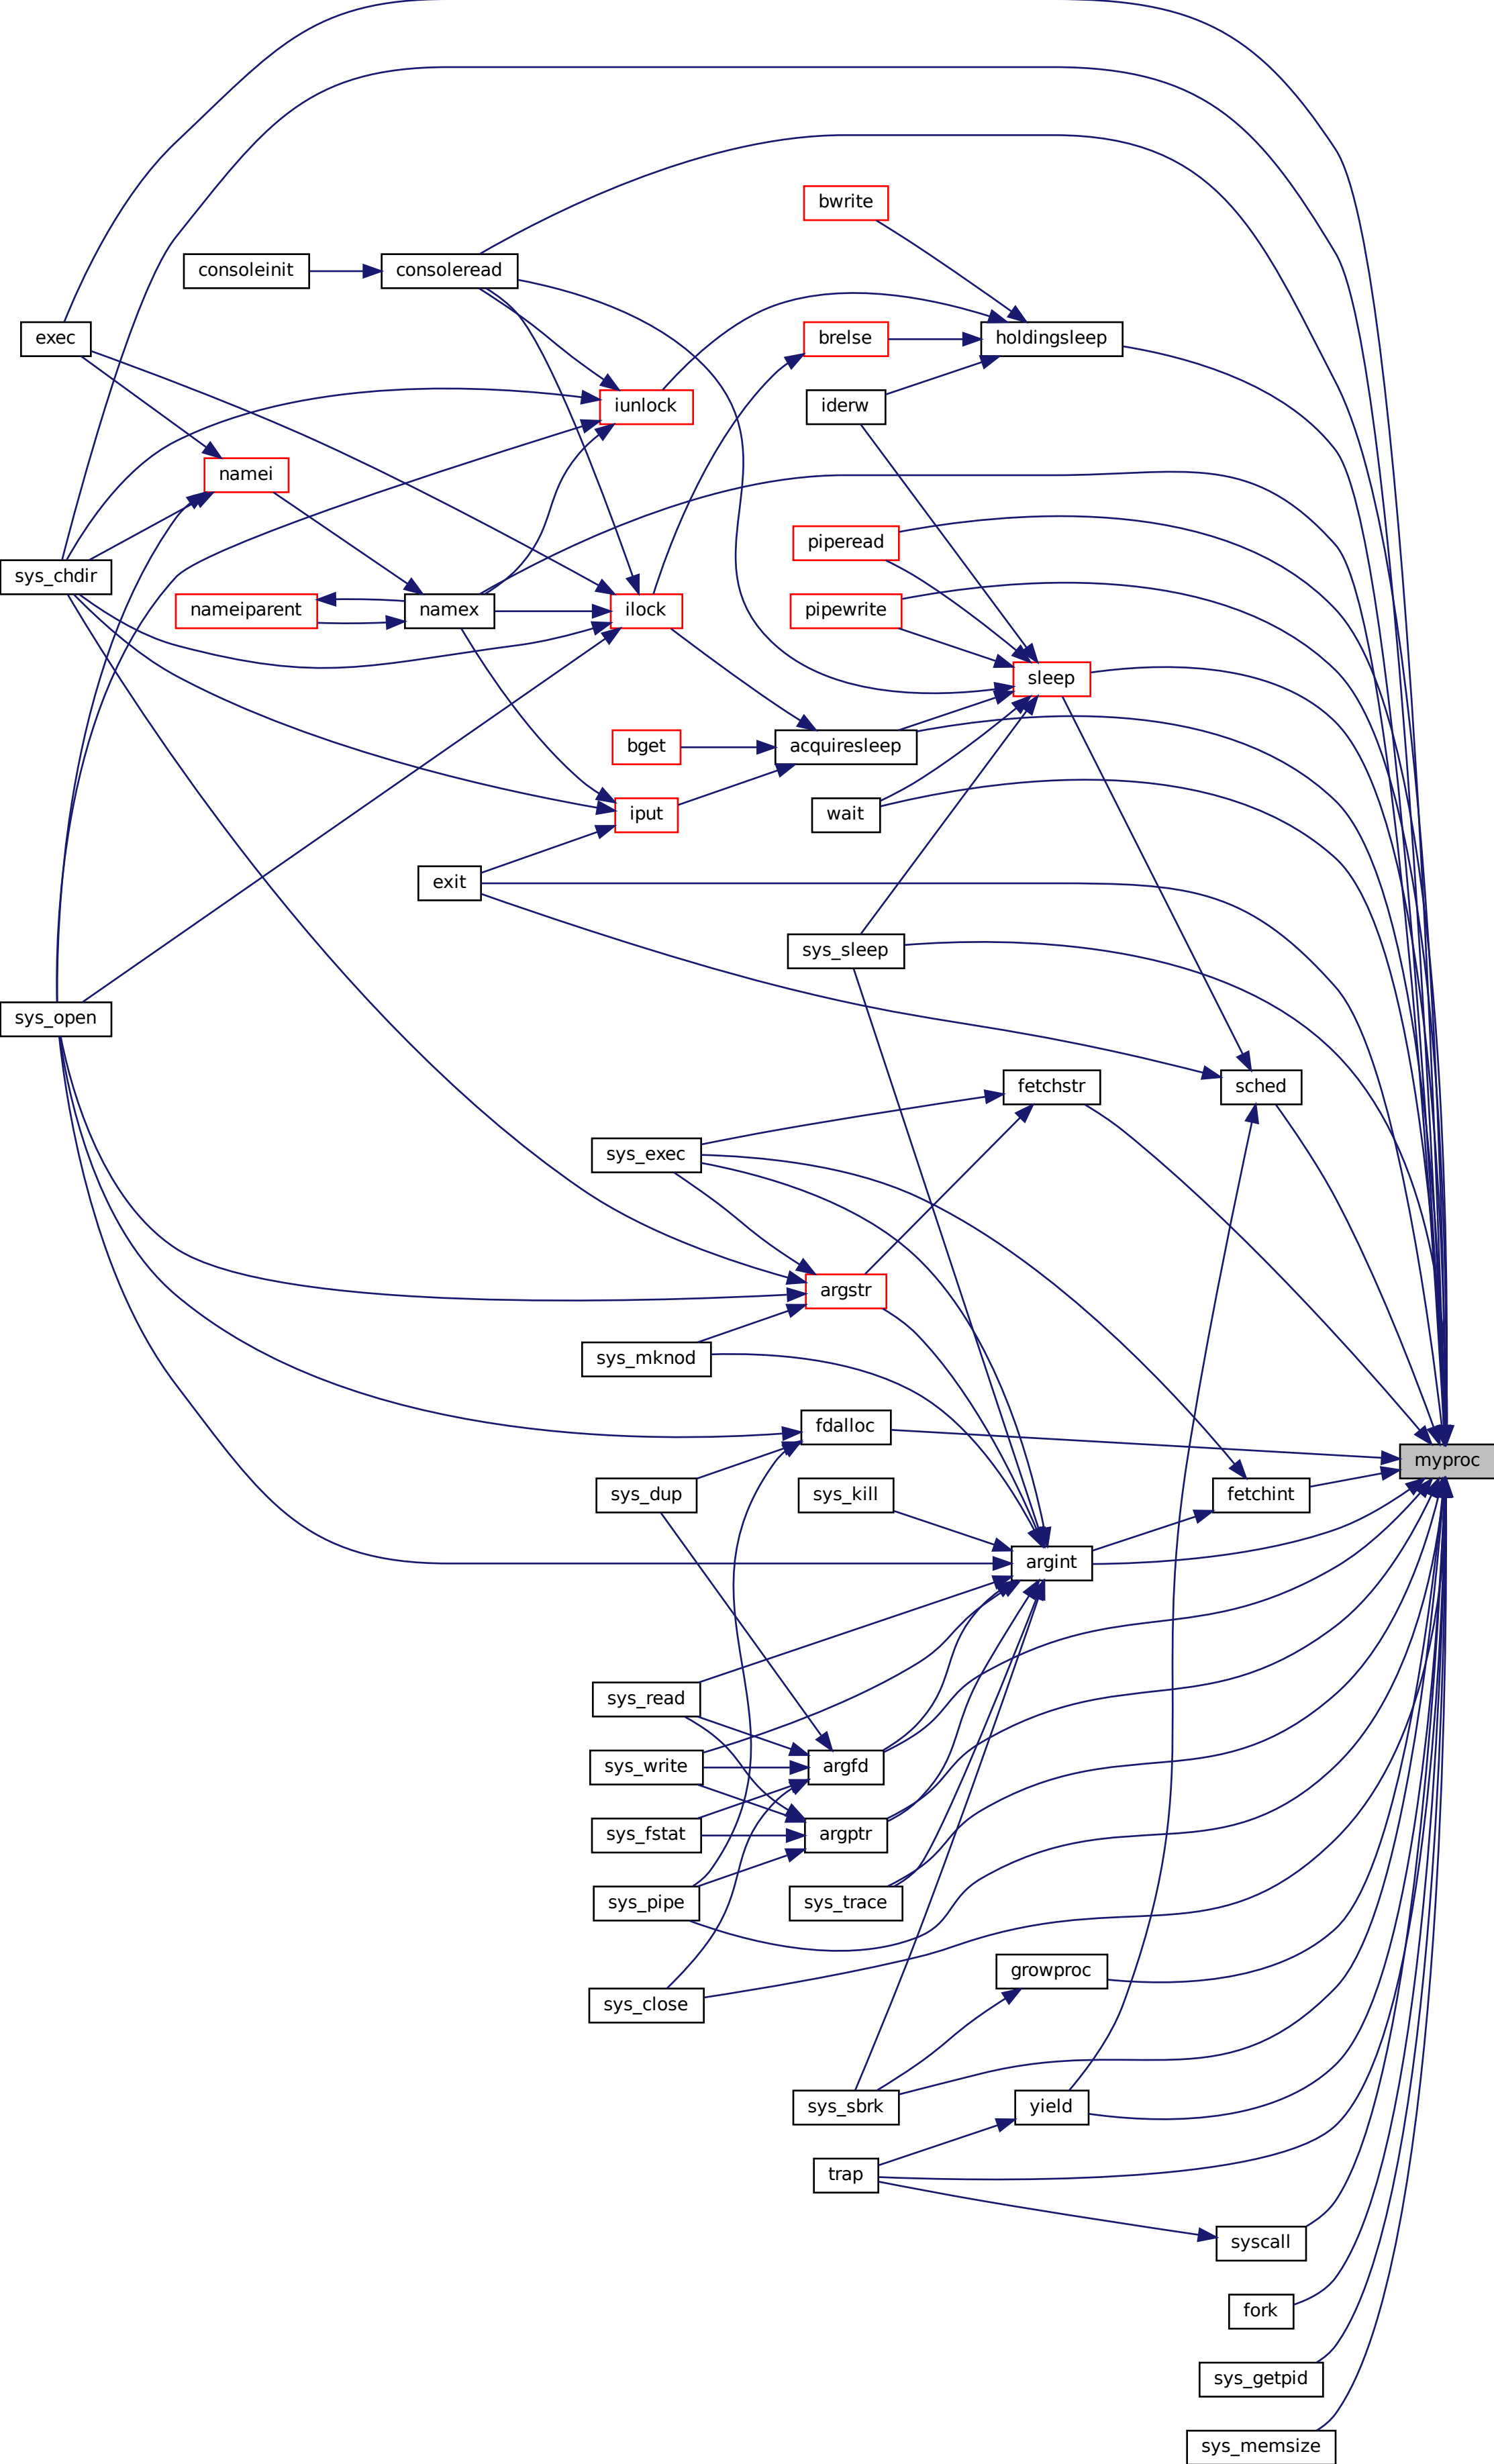 bwrite
consoleinit
consoleread
exec
brelse
holdingsleep
iunlock
iderw
namei
piperead
sys_chdir
nameiparent
namex
ilock
pipewrite
sleep
bget
acquiresleep
iput
wait
exit
sys_sleep
sys_open
fetchstr
sched
sys_exec
argstr
sys_mknod
fdalloc
myproc
sys_dup
sys_kill
fetchint
argint
sys_read
sys_write
argfd
sys_fstat
argptr
sys_pipe
sys_trace
growproc
sys_close
sys_sbrk
yield
trap
syscall
fork
sys_getpid
sys_memsize